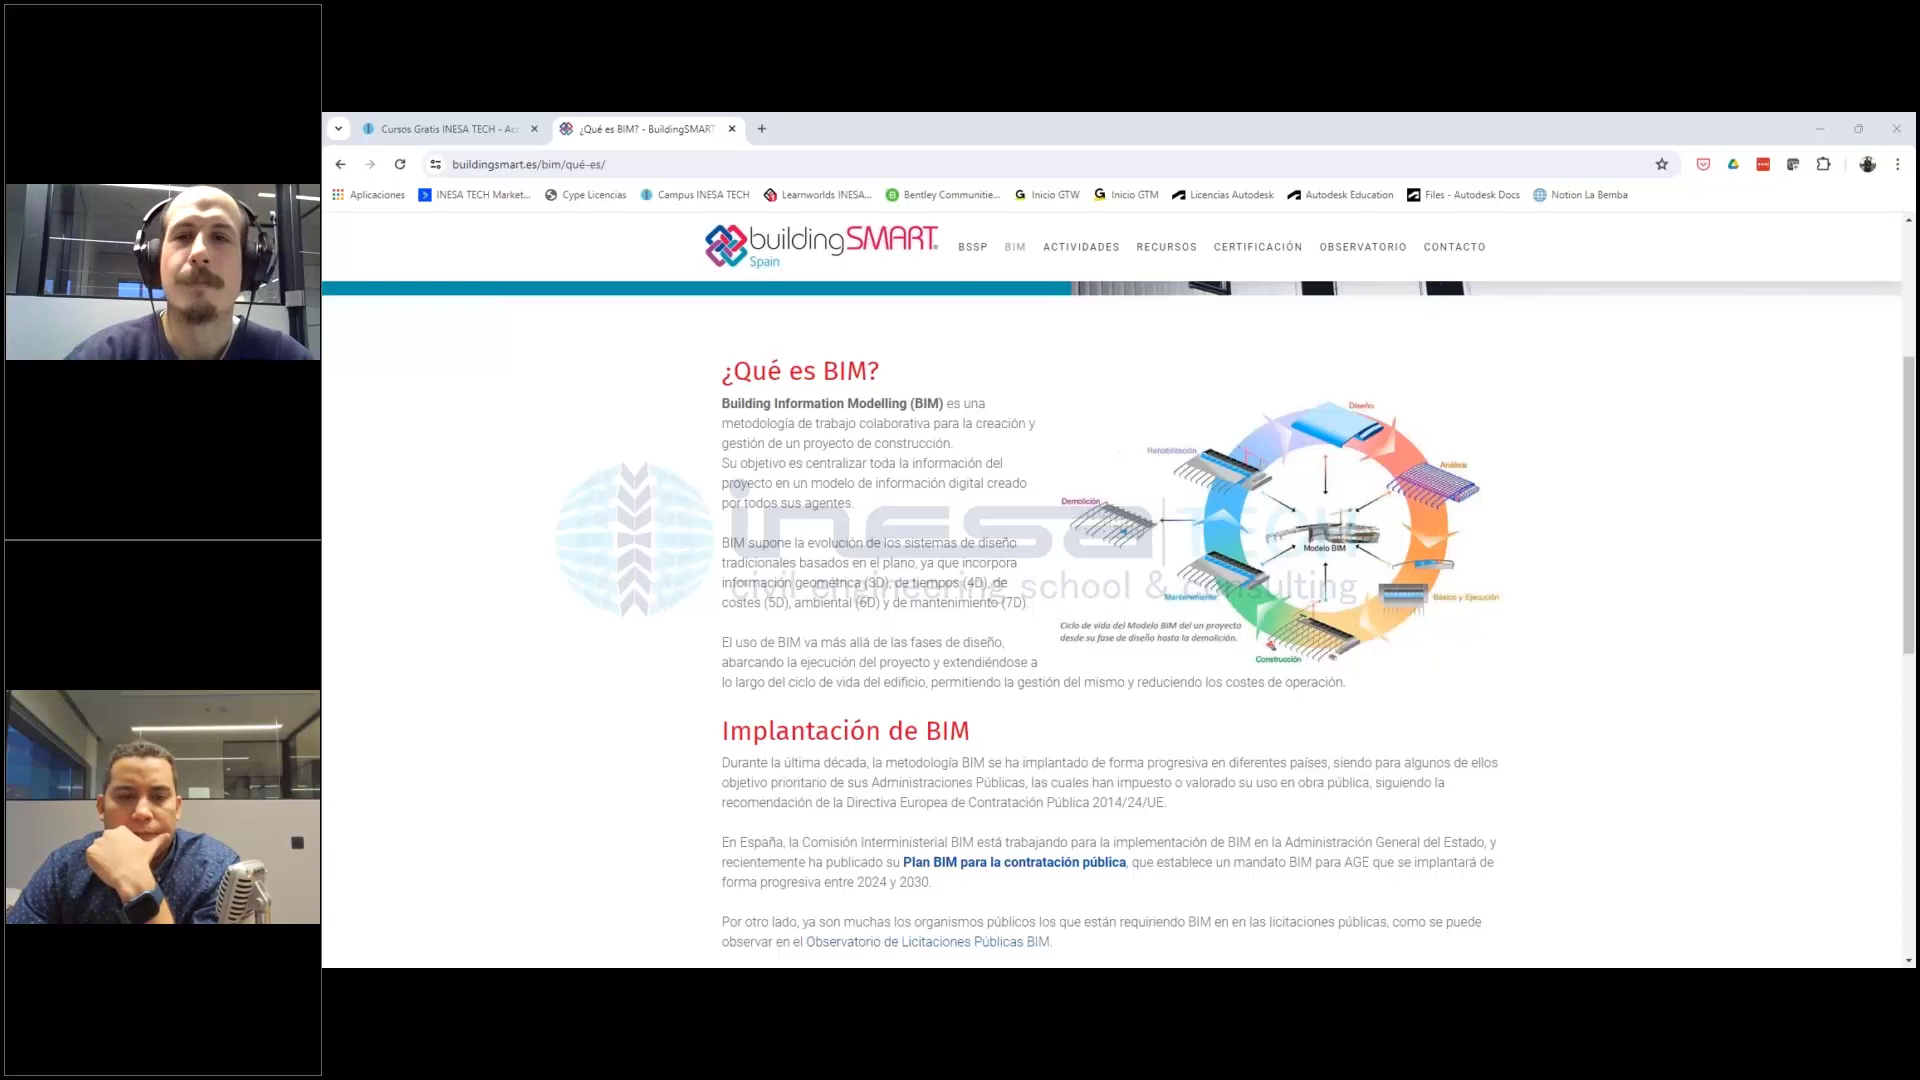 Cursos Gratis INESA TECH - Acc
¿Qué es BIM? - BuildingSMART
buildingsmart.es/bim/qué-es/
Aplicaciones
INESA TECH Market...
Cype Licencias
Campus INESA TECH
Learnworlds INESA...
Bentley Communitie...
Inicio GTW
Inicio GTM
Licencias Autodesk
Autodesk Education
Files - Autodesk Docs
Notion La Bemba
buildingSMART
Spain
BSSP
BIM
ACTIVIDADES
RECURSOS
CERTIFICACIÓN
OBSERVATORIO
CONTACTO
¿Qué es BIM?
Building Information Modelling (BIM) es una
metodología de trabajo colaborativa para la creación y
gestión de un proyecto de construcción.
Su objetivo es centralizar toda la información del
proyecto en un modelo de información digital creado
por todos sus agentes.
BIM supone la evolución de los sistemas de diseño
tradicionales basados en el plano, ya que incorpora
información geométrica (3D), de tiempos (4D), de
costes (5D), ambiental (6D) y de mantenimiento (7D).
El uso de BIM va más allá de las fases de diseño,
abarcando la ejecución del proyecto y extendiéndose a
lo largo del ciclo de vida del edificio, permitiendo la gestión del mismo y reduciendo los costes de operación.
Diseño
Rehabilitación
Análisis
Demolición
Modelo BIM
Mantenimiento
Básico y Ejecución
Ciclo de vida del Modelo BIM del un proyecto
desde su fase de diseño hasta la demolición.
Construcción
inesa TECH
civil engineering school & consulting
Implantación de BIM
Durante la última década, la metodología BIM se ha implantado de forma progresiva en diferentes países, siendo para algunos de ellos
objetivo prioritario de sus Administraciones Públicas, las cuales han impuesto o valorado su uso en obra pública, siguiendo la
recomendación de la Directiva Europea de Contratación Pública 2014/24/UE.
En España, la Comisión Interministerial BIM está trabajando para la implementación de BIM en la Administración General del Estado, y
recientemente ha publicado su Plan BIM para la contratación pública, que establece un mandato BIM para AGE que se implantará de
forma progresiva entre 2024 y 2030.
Por otro lado, ya son muchas los organismos públicos los que están requiriendo BIM en en las licitaciones públicas, como se puede
observar en el Observatorio de Licitaciones Públicas BIM.